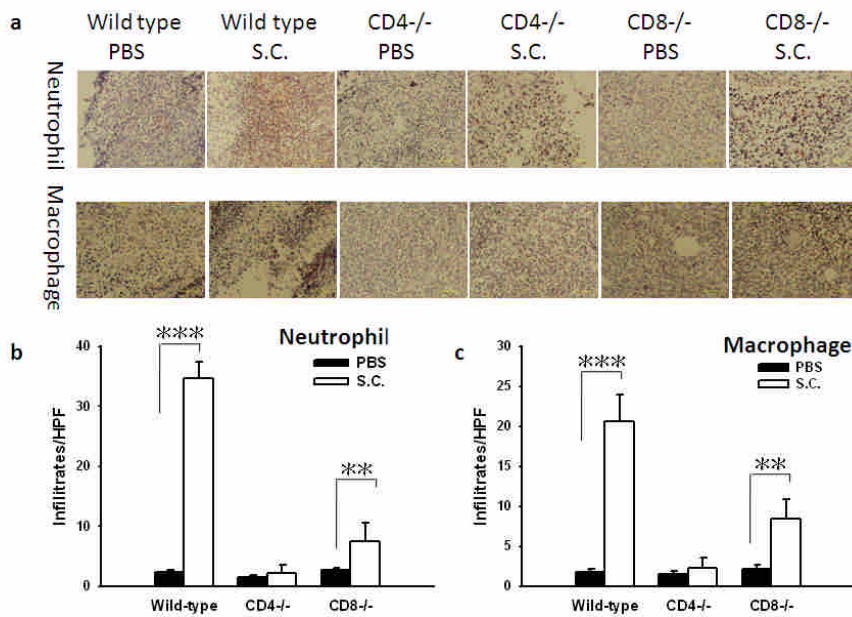 a
Wild type PBS
Wild type S.C.
CD4-/- PBS
CD4-/- S.C.
CD8-/- PBS
CD8-/- S.C.
Neutrophil
Macrophage
b
Neutrophil
PBS
S.C.
***
**
Infilitrates/HPF
40
30
20
10
0
Wild-type
CD4-/-
CD8-/-
c
Macrophage
PBS
S.C.
***
**
Infilitrates/HPF
30
25
20
15
10
5
0
Wild-type
CD4-/-
CD8-/-